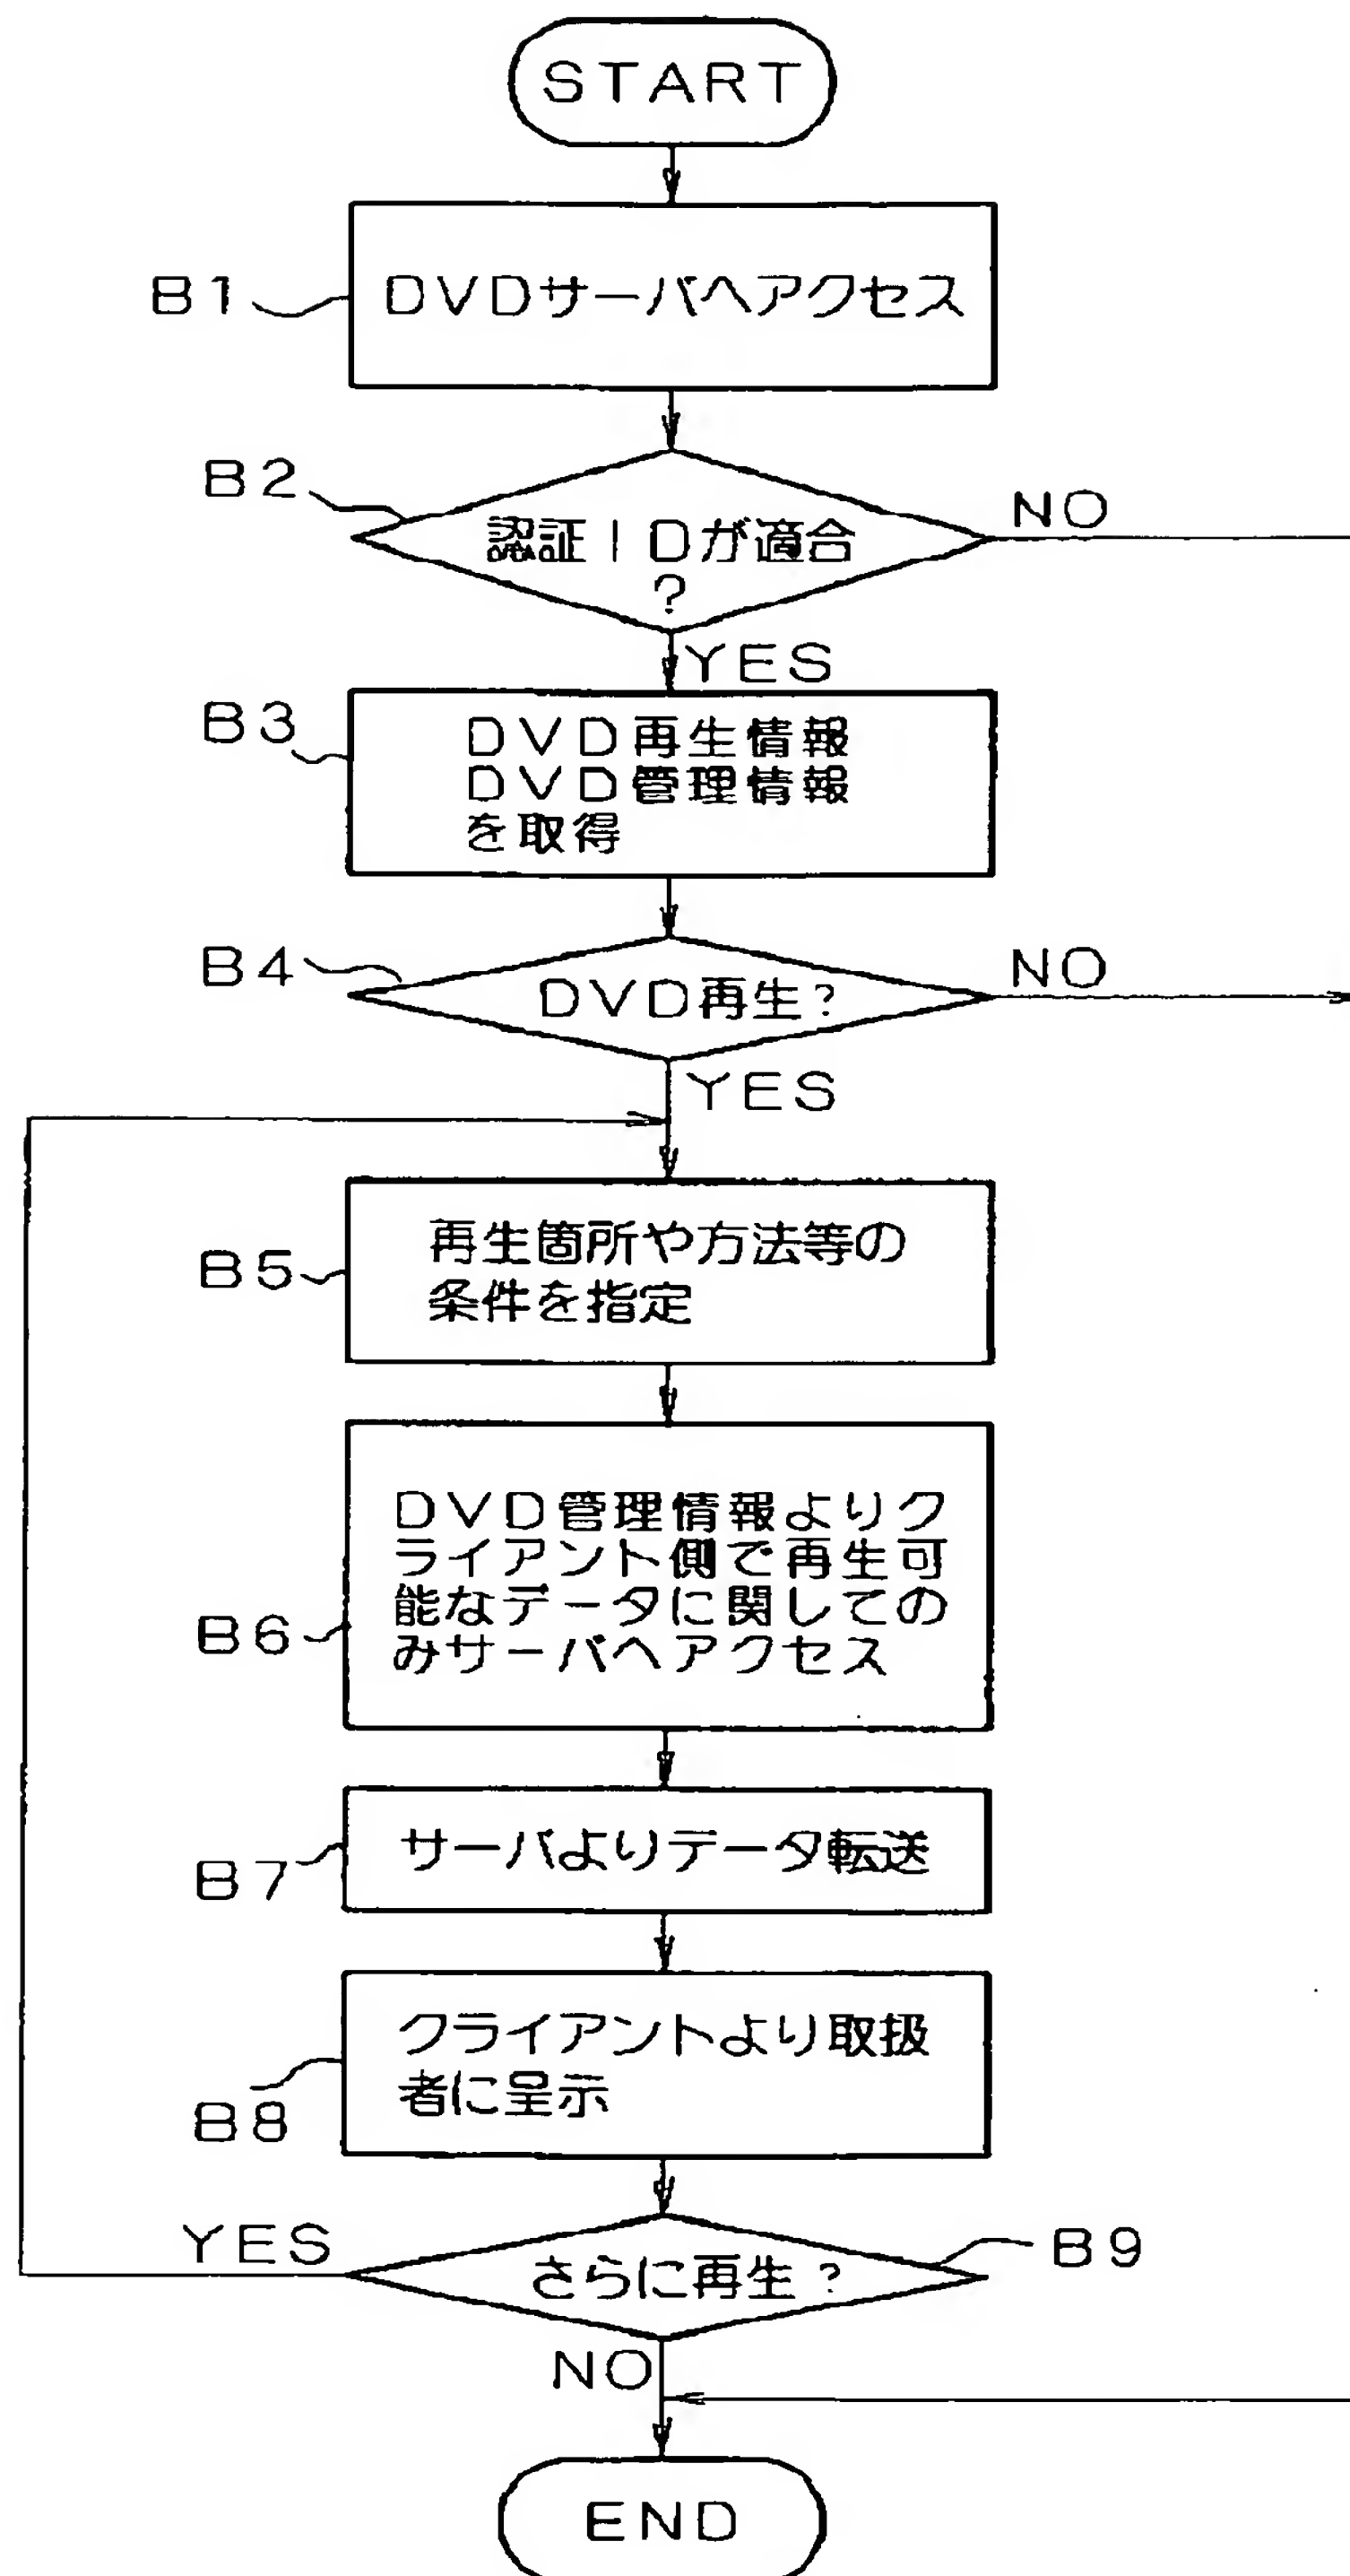 START
B1
DVDサーバへアクセス
B2
認証IDが適合
?
NO
YES
B3
DVD再生情報
DVD管理情報
を取得
B4
DVD再生?
NO
YES
B5
再生箇所や方法等の
条件を指定
B6
DVD管理情報よりク
ライアント側で再生可
能なデータに関しての
みサーバへアクセス
B7
サーバよりデータ転送
B8
クライアントより取扱
者に呈示
YES
さらに再生?
B9
NO
END